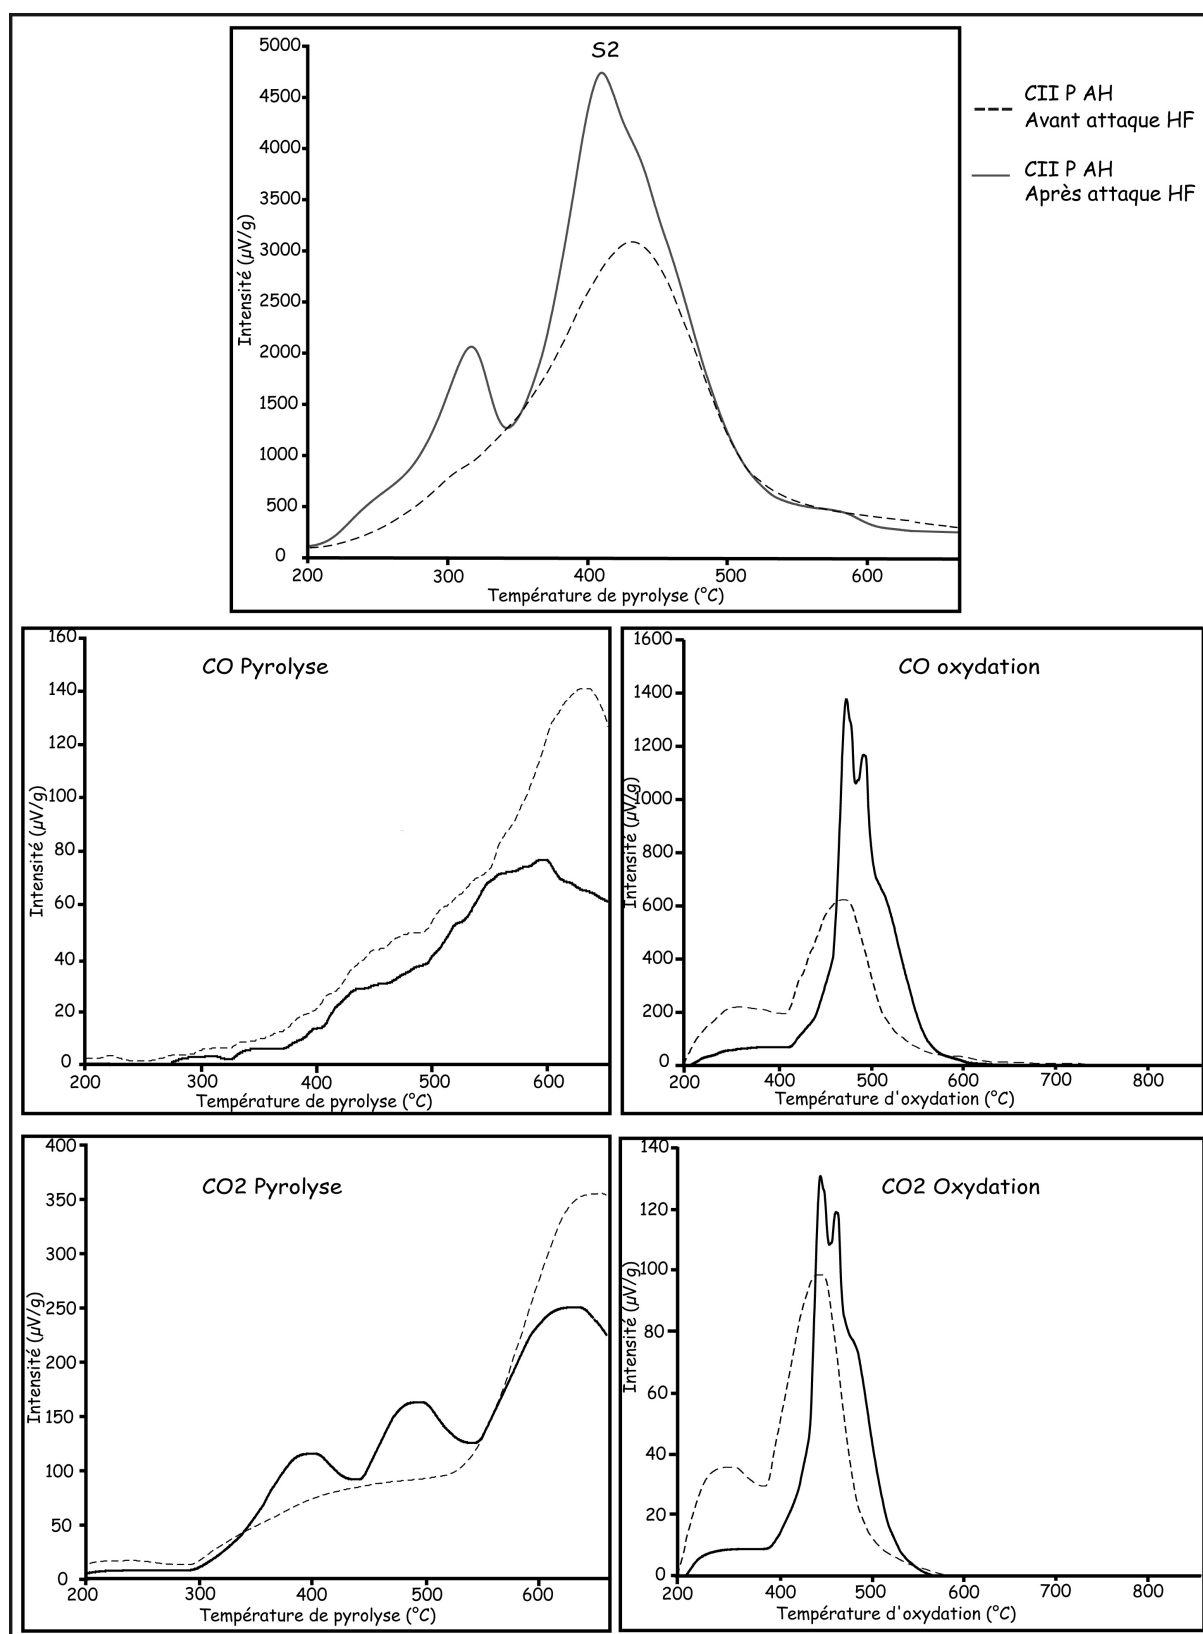 S2
5000
4500
4000
3500
3000
2500
2000
1500
1000
500
0
Intensité (µV/g)
200 300 400 500 600
Température de pyrolyse (°C)
CII P AH
Avant attaque HF
CII P AH
Après attaque HF
CO Pyrolyse
160
140
120
100
80
60
40
20
0
Intensité (µV/g)
200 300 400 500 600
Température de pyrolyse (°C)
CO oxydation
1600
1400
1200
1000
800
600
400
200
0
Intensité (µV/g)
200 400 500 600 700 800
Température d'oxydation (°C)
CO2 Pyrolyse
400
350
300
250
200
150
100
50
0
Intensité (µV/g)
200 300 400 500 600
Température de pyrolyse (°C)
CO2 Oxydation
140
120
100
80
60
40
20
0
Intensité (µV/g)
200 400 500 600 700 800
Température d'oxydation (°C)